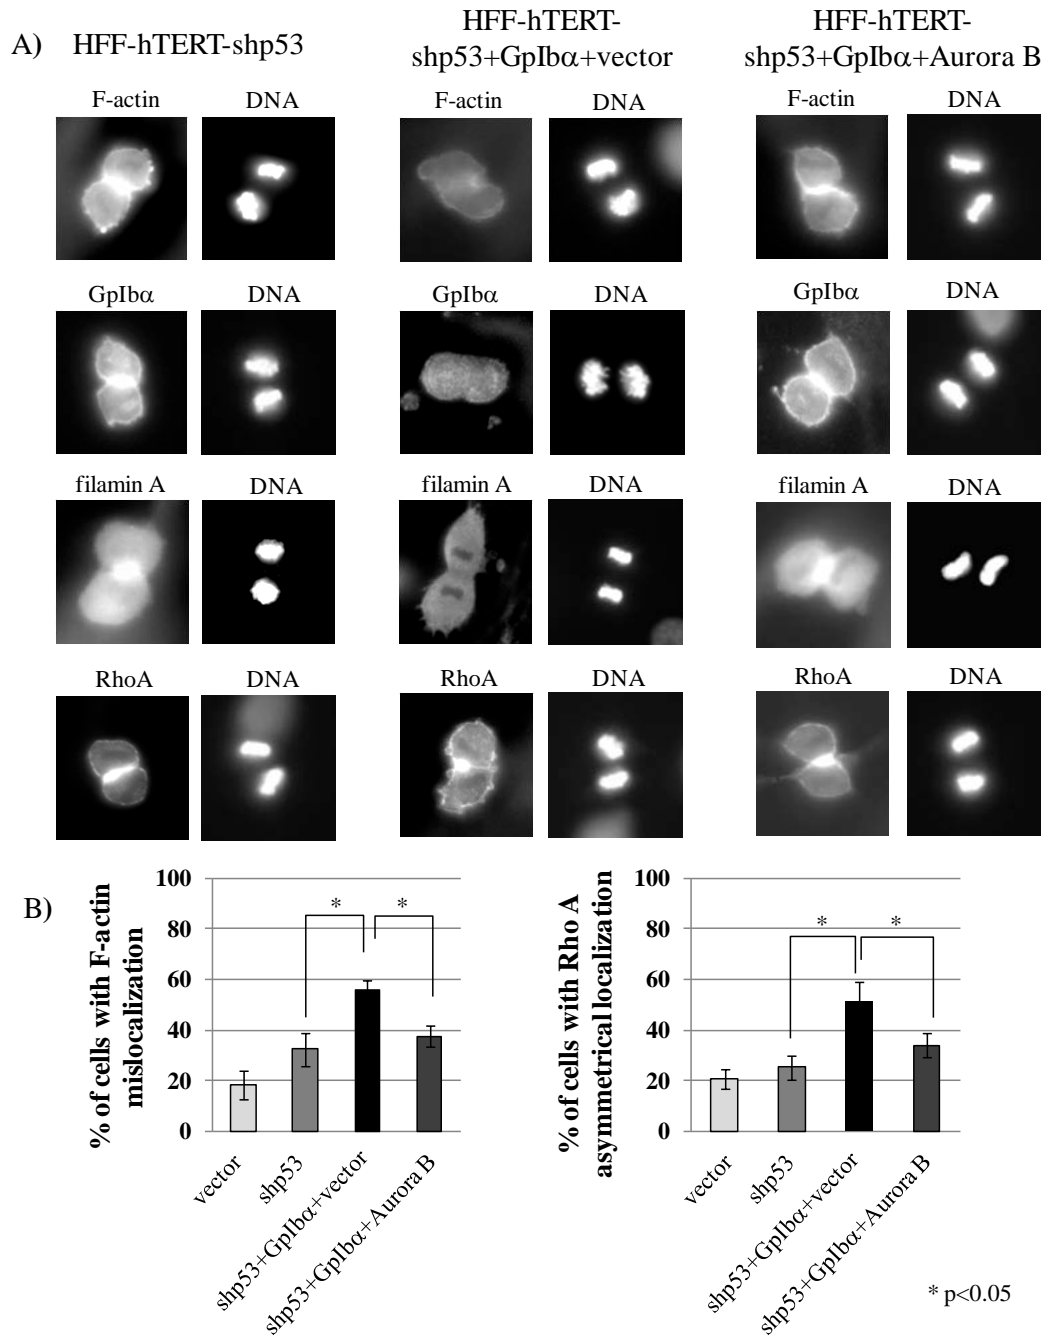 A) HFF-hTERT-shp53
HFF-hTERT-
shp53+GpIbα+vector
HFF-hTERT-
shp53+GpIbα+Aurora B
F-actin DNA F-actin DNA F-actin DNA
GpIbα DNA GpIbα DNA GpIbα DNA
filamin A DNA filamin A DNA filamin A DNA
RhoA DNA RhoA DNA RhoA DNA
B)
% of cells with F-actin
mislocalization
100
80
60
40
20
0
* *
vector
shp53
shp53+GpIbα+vector
shp53+GpIbα+Aurora B
% of cells with Rho A
asymmetrical localization
100
80
60
40
20
0
* *
vector
shp53
shp53+GpIbα+vector
shp53+GpIbα+Aurora B
* p<0.05